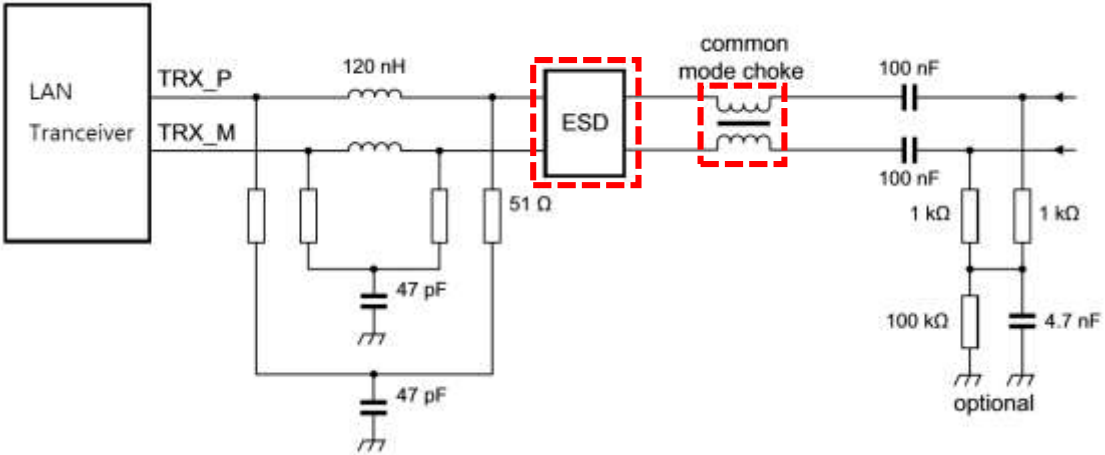 common
mode choke
LAN
Tranceiver
TRX_P
TRX_M
120 nH
ESD
100 nF
100 nF
51 Ω
1 kΩ
1 kΩ
47 pF
100 kΩ
4.7 nF
47 pF
optional